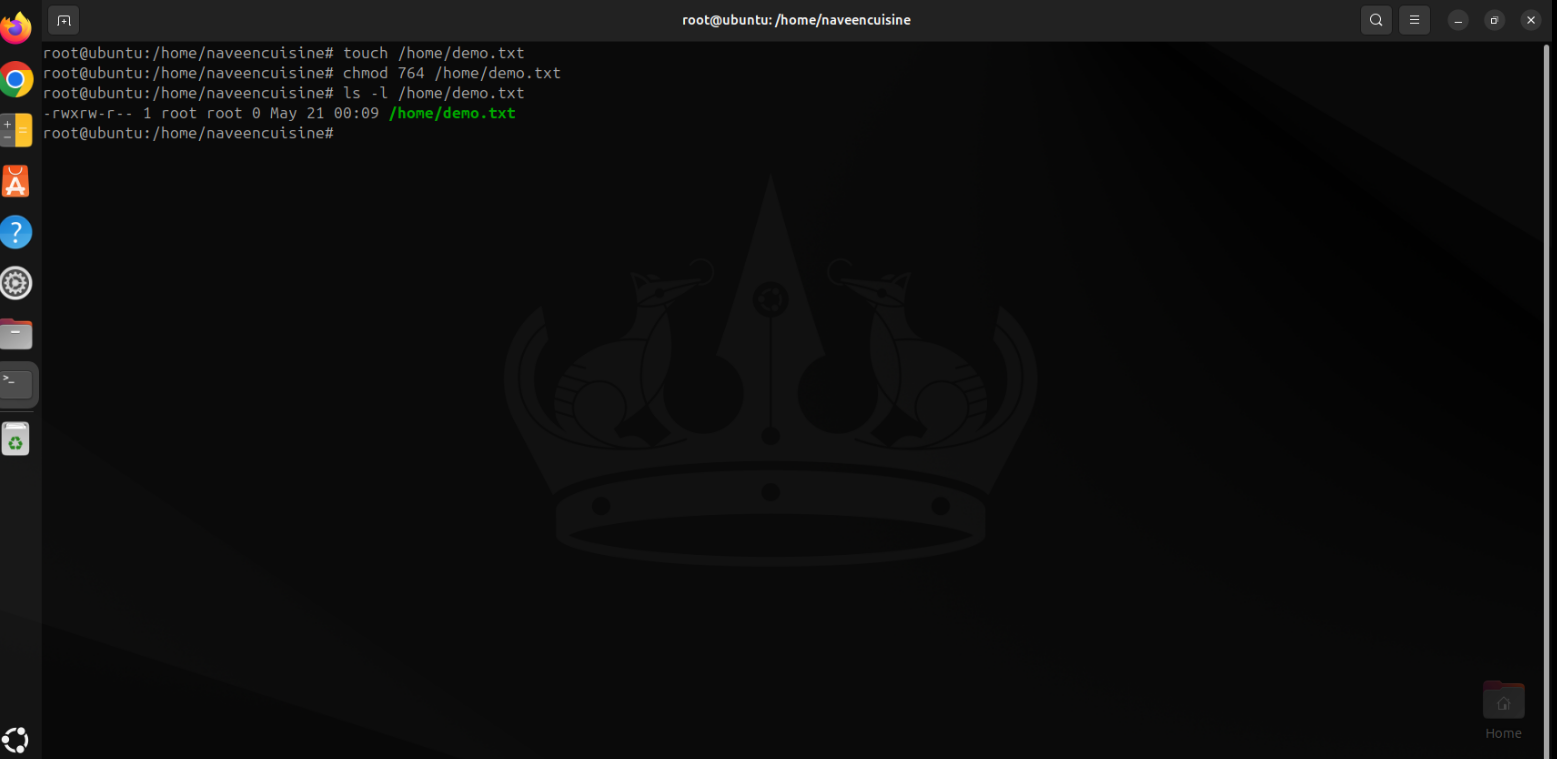 root@ubuntu: /home/naveencuisine
root@ubuntu:/home/naveencuisine# touch /home/demo.txt
root@ubuntu:/home/naveencuisine# chmod 764 /home/demo.txt
root@ubuntu:/home/naveencuisine# ls -l /home/demo.txt
-rwxrw-r-- 1 root root 0 May 21 00:09 /home/demo.txt
root@ubuntu:/home/naveencuisine#
Home